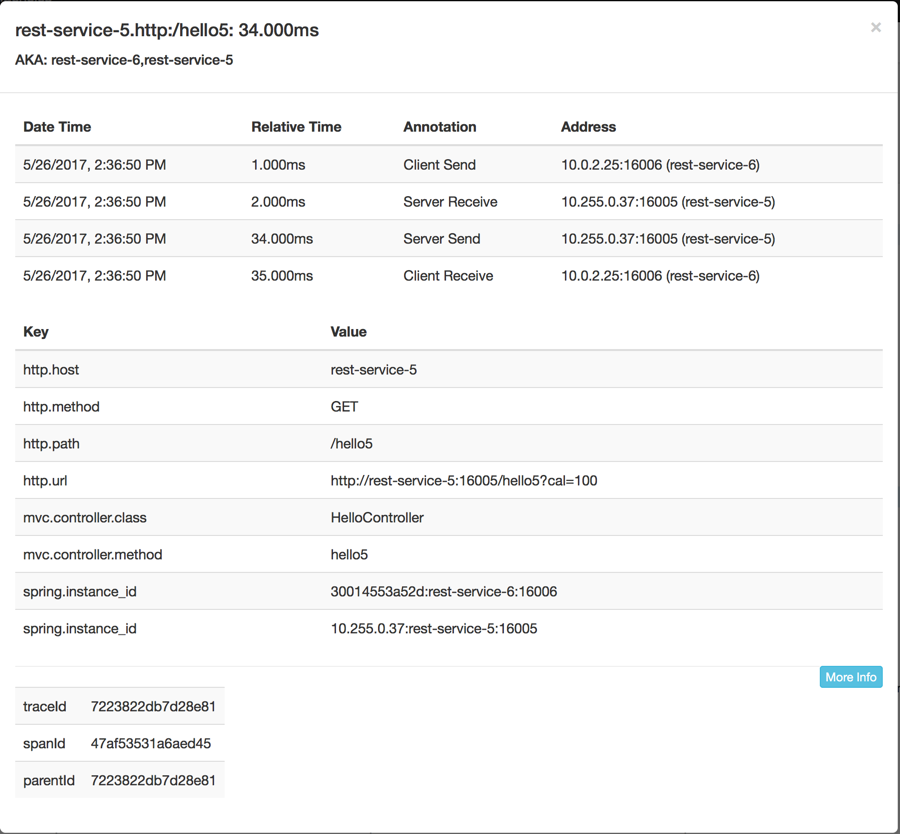 rest-service-5.http:/hello5: 34.000ms
×
AKA: rest-service-6,rest-service-5
Date Time Relative Time Annotation Address
5/26/2017, 2:36:50 PM 1.000ms Client Send 10.0.2.25:16006 (rest-service-6)
5/26/2017, 2:36:50 PM 2.000ms Server Receive 10.255.0.37:16005 (rest-service-5)
5/26/2017, 2:36:50 PM 34.000ms Server Send 10.255.0.37:16005 (rest-service-5)
5/26/2017, 2:36:50 PM 35.000ms Client Receive 10.0.2.25:16006 (rest-service-6)
Key Value
http.host rest-service-5
http.method GET
http.path /hello5
http.url http://rest-service-5:16005/hello5?cal=100
mvc.controller.class HelloController
mvc.controller.method hello5
spring.instance_id 30014553a52d:rest-service-6:16006
spring.instance_id 10.255.0.37:rest-service-5:16005
More Info
traceId 7223822db7d28e81
spanId 47af53531a6aed45
parentId 7223822db7d28e81